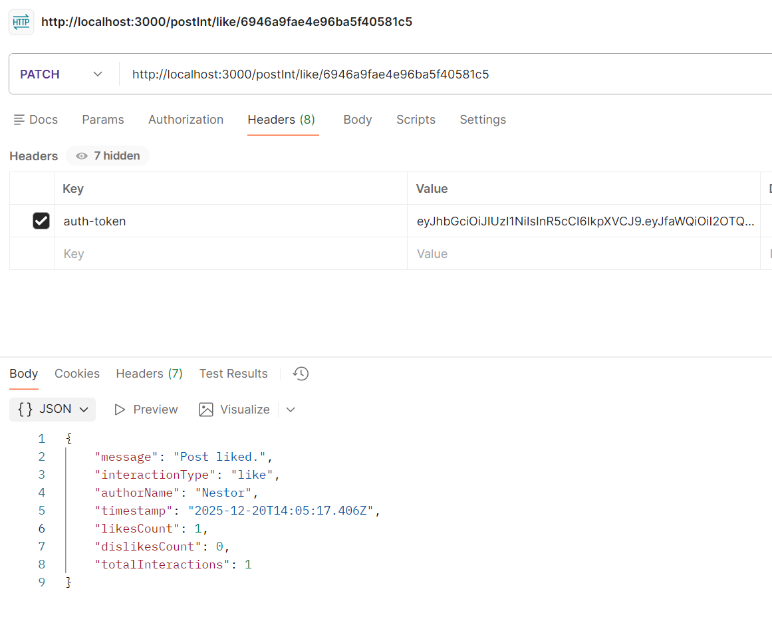 HTTP http://localhost:3000/postInt/like/6946a9fae4e96ba5f40581c5
PATCH http://localhost:3000/postInt/like/6946a9fae4e96ba5f40581c5
Docs Params Authorization Headers (8) Body Scripts Settings
Headers 7 hidden
Key Value
auth-token eyJhbGciOiJIUzI1NiIsInR5cCI6IkpXVCJ9.eyJfaWQiOiI2OTQ...
Key Value
Body Cookies Headers (7) Test Results
{} JSON Preview Visualize
1 {
2 "message": "Post liked.",
3 "interactionType": "like",
4 "authorName": "Nestor",
5 "timestamp": "2025-12-20T14:05:17.406Z",
6 "likesCount": 1,
7 "dislikesCount": 0,
8 "totalInteractions": 1
9 }